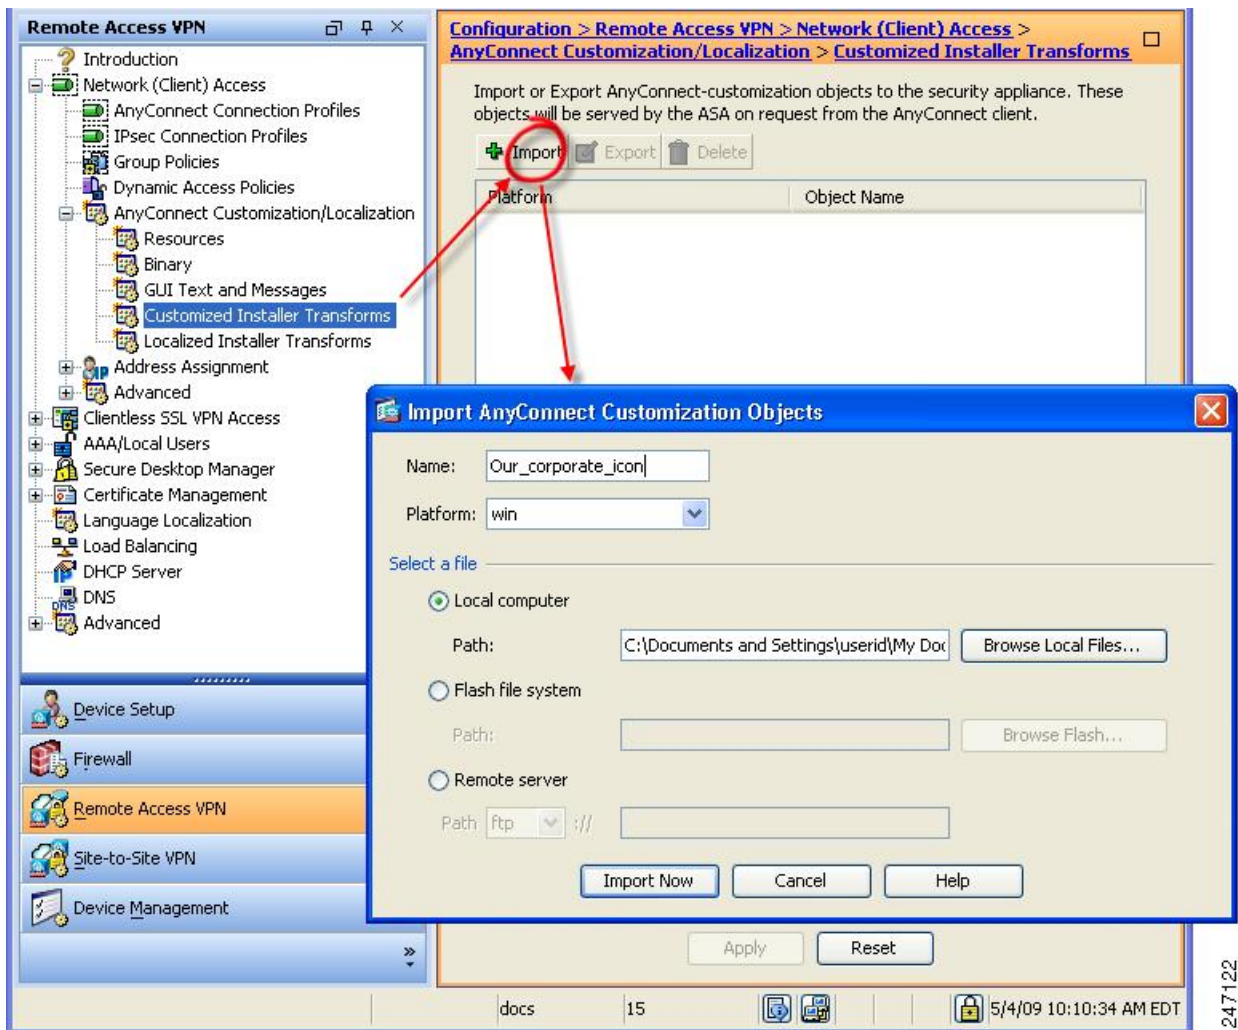 Remote Access VPN
Introduction
Network (Client) Access
AnyConnect Connection Profiles
IPsec Connection Profiles
Group Policies
Dynamic Access Policies
AnyConnect Customization/Localization
Resources
Binary
GUI Text and Messages
Customized Installer Transforms
Localized Installer Transforms
Address Assignment
Advanced
Clientless SSL VPN Access
AAA/Local Users
Secure Desktop Manager
Certificate Management
Language Localization
Load Balancing
DHCP Server
DNS
Advanced
Device Setup
Firewall
Remote Access VPN
Site-to-Site VPN
Device Management
»
Configuration > Remote Access VPN > Network (Client) Access >
AnyConnect Customization/Localization > Customized Installer Transforms
Import or Export AnyConnect-customization objects to the security appliance. These
objects will be served by the ASA on request from the AnyConnect client.
Import Export Delete
Platform Object Name
Import AnyConnect Customization Objects
Name: Our_corporate_icon
Platform: win
Select a file
Local computer
Path: C:\Documents and Settings\userid\My Doc Browse Local Files...
Flash file system
Path: Browse Flash...
Remote server
Path ftp ://
Import Now Cancel Help
Apply Reset
docs 15 5/4/09 10:10:34 AM EDT
247122